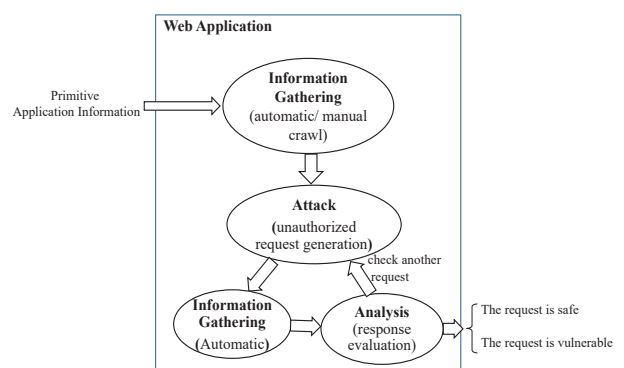 Web Application
Primitive
Application Information
Information
Gathering
(automatic/ manual
crawl)
Attack
(unauthorized
request generation)
check another
request
Information
Gathering
(Automatic)
Analysis
(response
evaluation)
The request is safe
The request is vulnerable